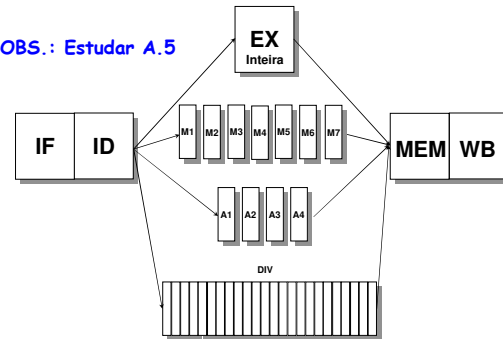 OBS.: Estudar A.5
EX
Inteira
M1 M2 M3 M4 M5 M6 M7
IF ID
MEM WB
A1 A2 A3 A4
DIV